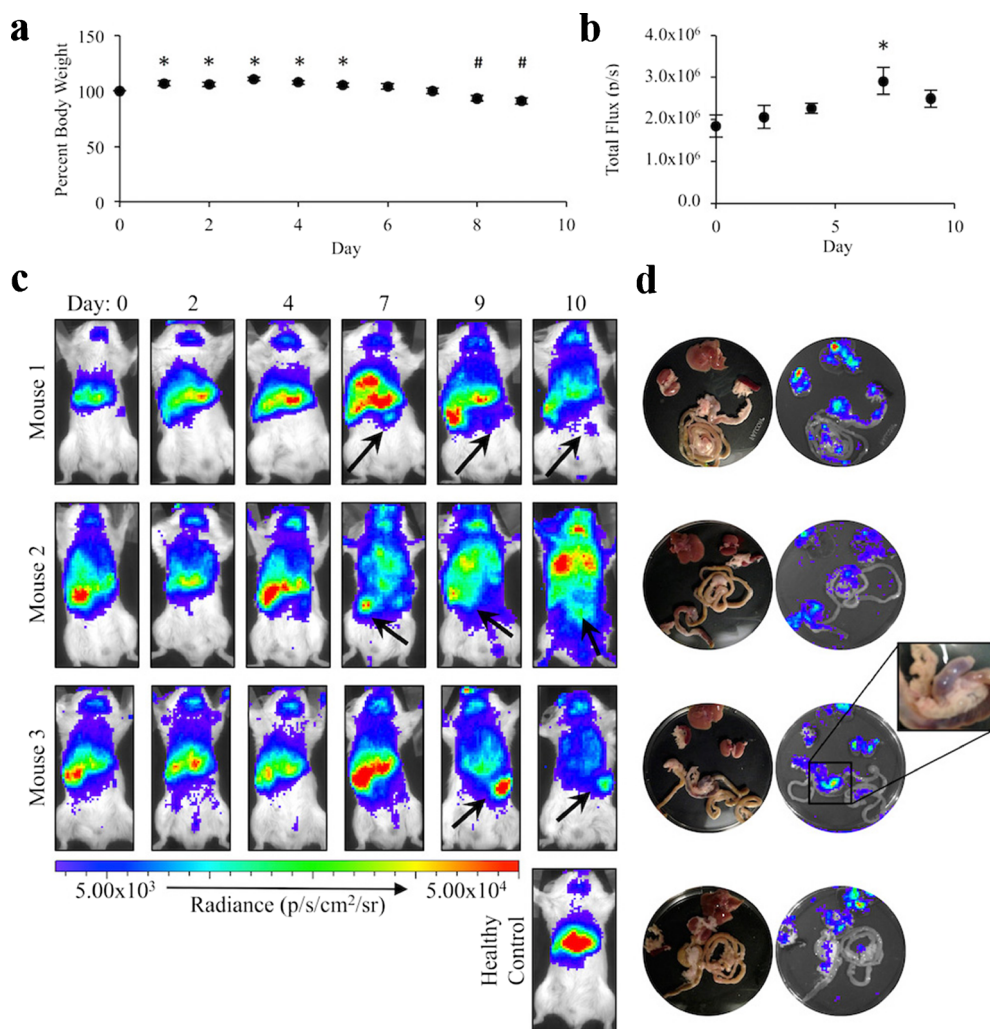 a
150
100
50
0
Percent Body Weight
* * * * * # #
0 2 4 6 8 10
Day
b
4.0x10⁶
3.0x10⁶
2.0x10⁶
1.0x10⁶
0.0
Total Flux (p/s)
*
0 5 10
Day
c
Day: 0 2 4 7 9 10
Mouse 1
Mouse 2
Mouse 3
5.00x10³ 5.00x10⁴
Radiance (p/s/cm²/sr)
Healthy
Control
d